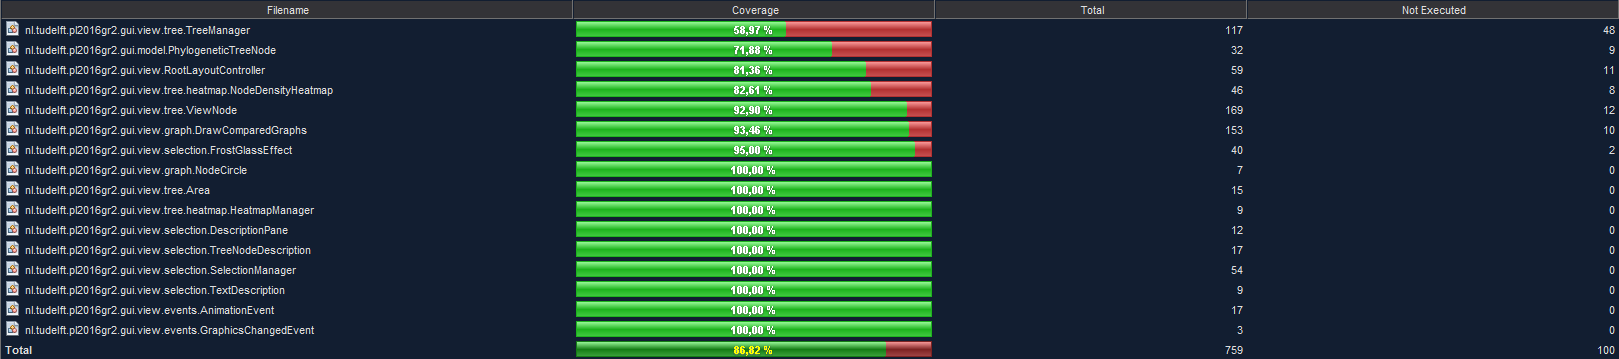 Filename Coverage Total Not Executed
nl.tudelft.pl2016gr2.gui.view.tree.TreeManager 58,97 % 117 48
nl.tudelft.pl2016gr2.gui.model.PhylogeneticTreeNode 71,88 % 32 9
nl.tudelft.pl2016gr2.gui.view.RootLayoutController 81,36 % 59 11
nl.tudelft.pl2016gr2.gui.view.tree.heatmap.NodeDensityHeatmap 82,61 % 46 8
nl.tudelft.pl2016gr2.gui.view.tree.ViewNode 92,90 % 169 12
nl.tudelft.pl2016gr2.gui.view.graph.DrawComparedGraphs 93,46 % 153 10
nl.tudelft.pl2016gr2.gui.view.selection.FrostGlassEffect 95,00 % 40 2
nl.tudelft.pl2016gr2.gui.view.graph.NodeCircle 100,00 % 7 0
nl.tudelft.pl2016gr2.gui.view.tree.Area 100,00 % 15 0
nl.tudelft.pl2016gr2.gui.view.tree.heatmap.HeatmapManager 100,00 % 9 0
nl.tudelft.pl2016gr2.gui.view.selection.DescriptionPane 100,00 % 12 0
nl.tudelft.pl2016gr2.gui.view.selection.TreeNodeDescription 100,00 % 17 0
nl.tudelft.pl2016gr2.gui.view.selection.SelectionManager 100,00 % 54 0
nl.tudelft.pl2016gr2.gui.view.selection.TextDescription 100,00 % 9 0
nl.tudelft.pl2016gr2.gui.view.events.AnimationEvent 100,00 % 17 0
nl.tudelft.pl2016gr2.gui.view.events.GraphicsChangedEvent 100,00 % 3 0
Total 86,82 % 759 100